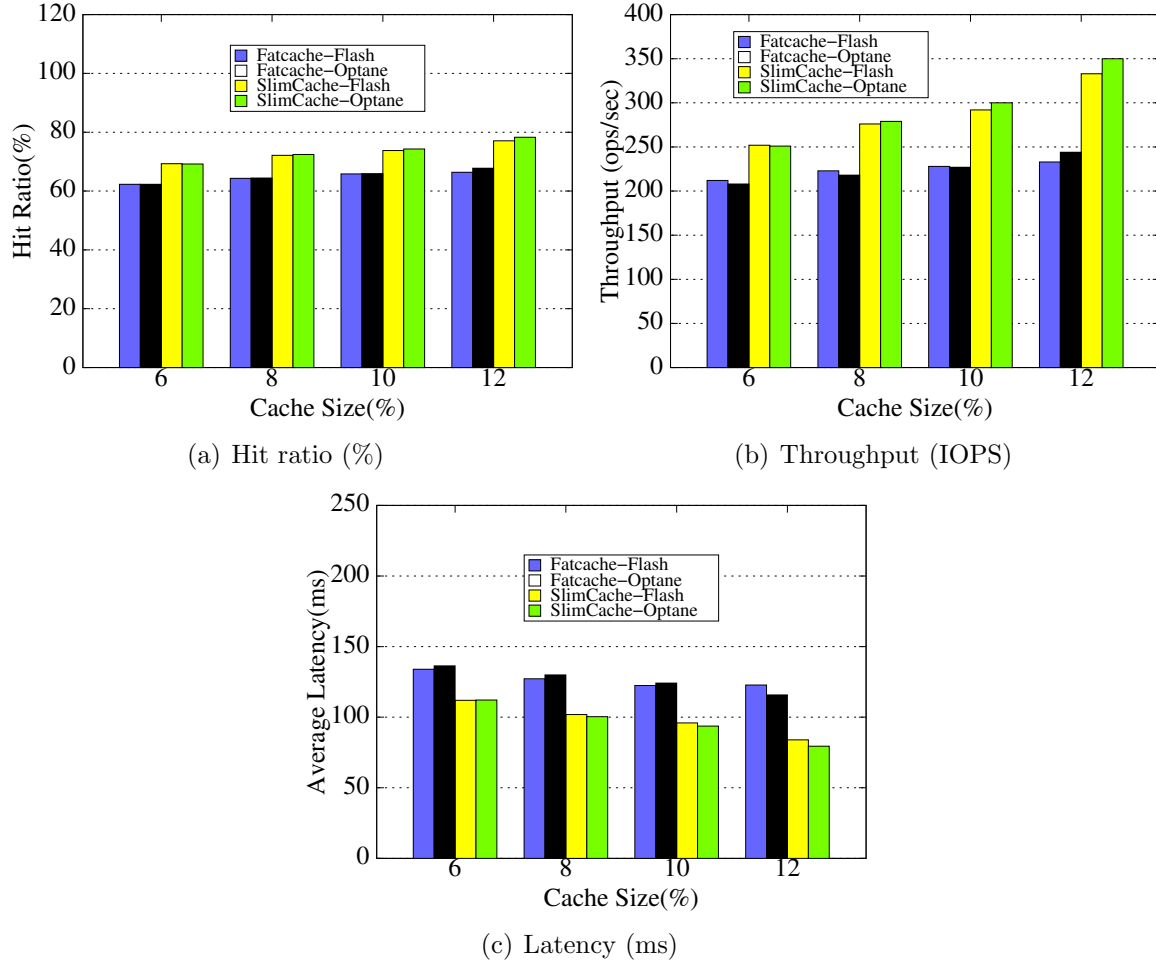 120
100
80
60
40
20
0
Hit Ratio(%)
Fatcache-Flash
Fatcache-Optane
SlimCache-Flash
SlimCache-Optane
6 8 10 12
Cache Size(%)
(a) Hit ratio (%)
400
350
300
250
200
150
100
50
0
Throughput (ops/sec)
Fatcache-Flash
Fatcache-Optane
SlimCache-Flash
SlimCache-Optane
6 8 10 12
Cache Size(%)
(b) Throughput (IOPS)
250
200
150
100
50
0
Average Latency(ms)
Fatcache-Flash
Fatcache-Optane
SlimCache-Flash
SlimCache-Optane
6 8 10 12
Cache Size(%)
(c) Latency (ms)